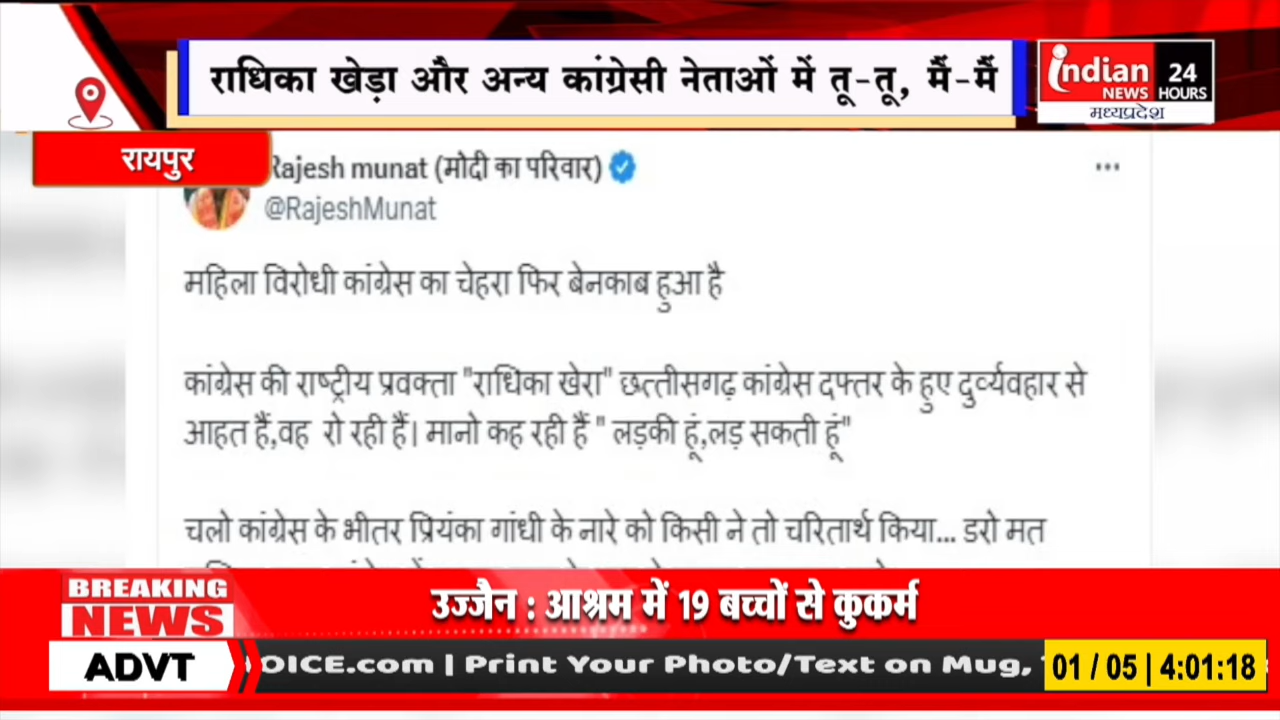 राधिका खेड़ा और अन्य कांग्रेसी नेताओं में तू-तू, मैं-मैं
indian NEWS 24 HOURS
मध्यप्रदेश
रायपुर
Rajesh munat (मोदी का परिवार)
@RajeshMunat
महिला विरोधी कांग्रेस का चेहरा फिर बेनकाब हुआ है
कांग्रेस की राष्ट्रीय प्रवक्ता "राधिका खेरा" छत्तीसगढ़ कांग्रेस दफ्तर के हुए दुर्व्यवहार से
आहत हैं,वह रो रही हैं। मानो कह रही हैं " लड़की हूं,लड़ सकती हूं"
चलो कांग्रेस के भीतर प्रियंका गांधी के नारे को किसी ने तो चरितार्थ किया... डरो मत
BREAKING NEWS
उज्जैन : आश्रम में 19 बच्चों से कुकर्म
ADVT
OICE.com | Print Your Photo/Text on Mug,
01 / 05 | 4:01:18